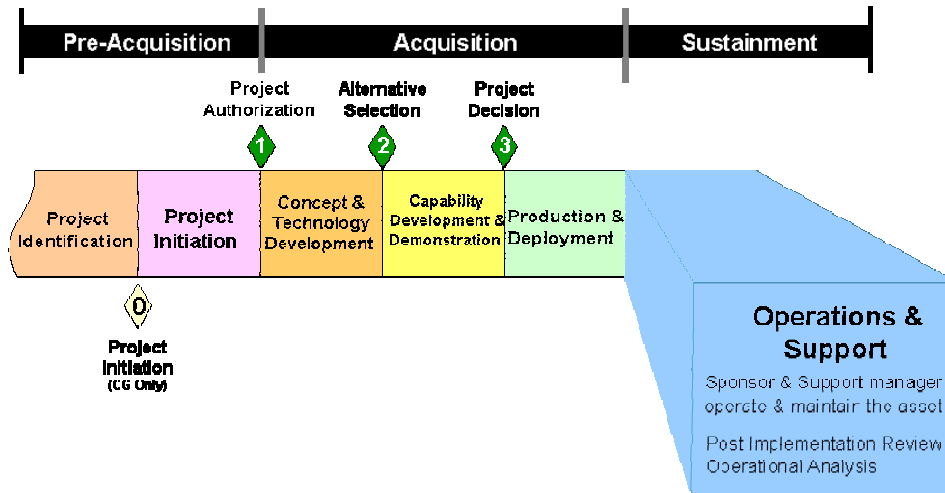 Pre-Acquisition
Acquisition
Sustainment
Project
Authorization
Alternative
Selection
Project
Decision
1
2
3
Project
Identification
Project
Initiation
Concept &
Technology
Development
Capability
Development &
Demonstration
Production &
Deployment
0
Project
Initiation
(CG Only)
Operations &
Support
Sponsor & Support manager
operate & maintain the asset
Post Implementation Review
Operational Analysis